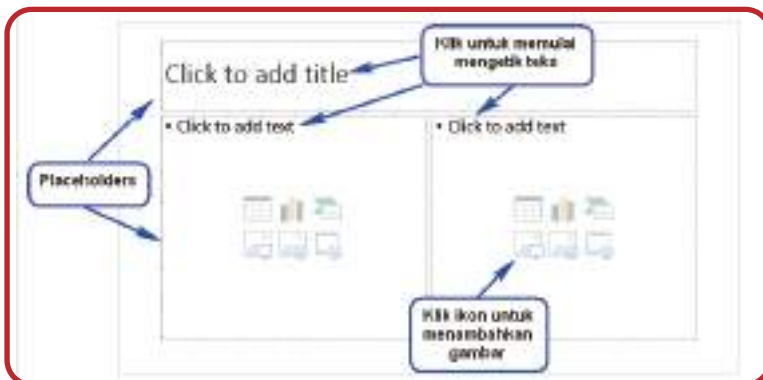 Klik untuk memulai
mengetik teks
Click to add title
• Click to add text
• Click to add text
Placeholders
Klik ikon untuk
menambahkan
gambar